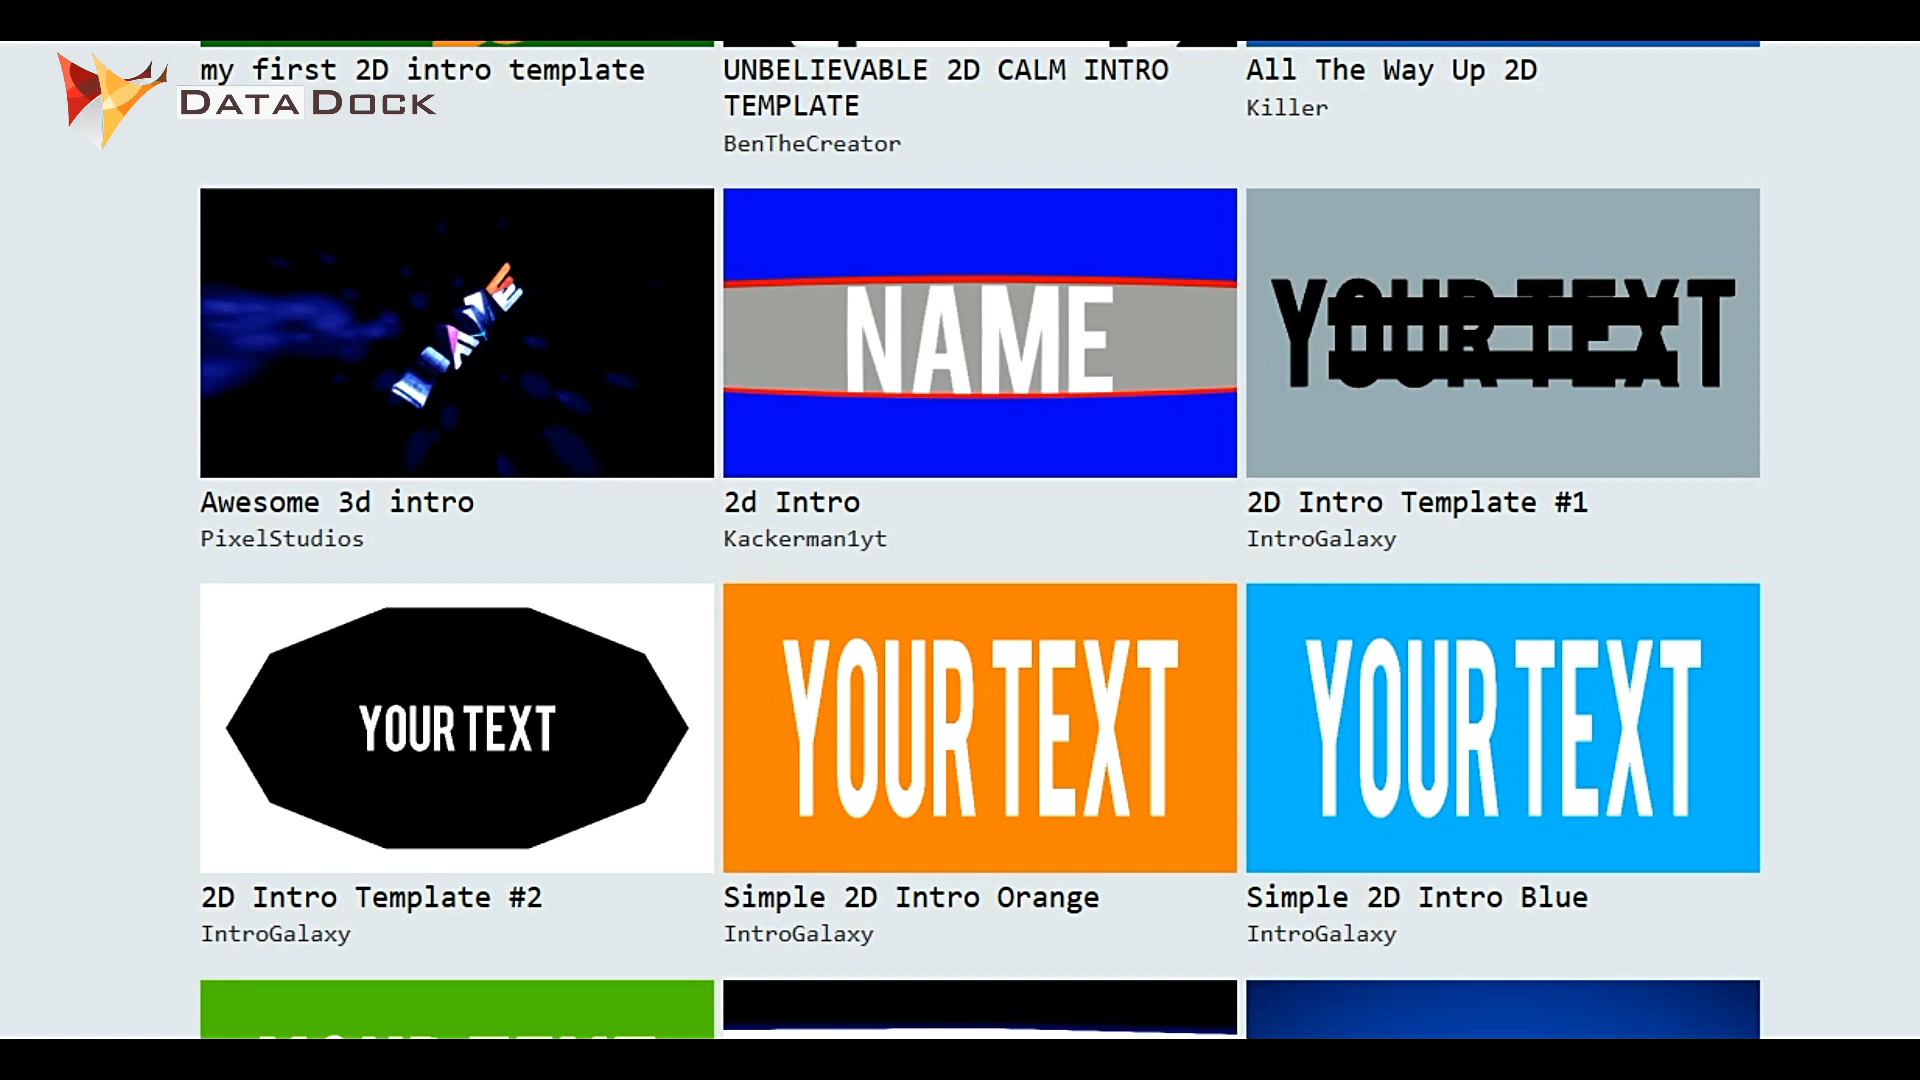 my first 2D intro template
UNBELIEVABLE 2D CALM INTRO
TEMPLATE
BenTheCreator
All The Way Up 2D
Killer
DATA DOCK
NAME
NAME
YOUR TEXT
Awesome 3d intro
PixelStudios
2d Intro
Kackerman1yt
2D Intro Template #1
IntroGalaxy
YOUR TEXT
YOUR TEXT
YOUR TEXT
2D Intro Template #2
IntroGalaxy
Simple 2D Intro Orange
IntroGalaxy
Simple 2D Intro Blue
IntroGalaxy